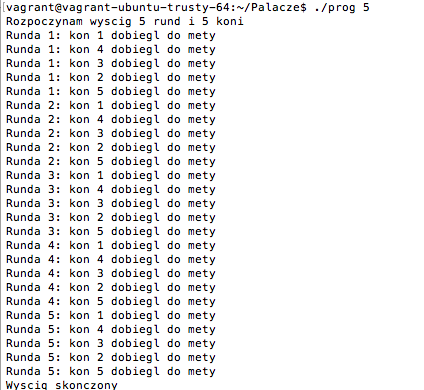 [vagrant@vagrant-ubuntu-trusty-64:~/Palacze$ ./prog 5
Rozpoczynam wyscig 5 rund i 5 koni
Runda 1: kon 1 dobiegl do mety
Runda 1: kon 4 dobiegl do mety
Runda 1: kon 3 dobiegl do mety
Runda 1: kon 2 dobiegl do mety
Runda 1: kon 5 dobiegl do mety
Runda 2: kon 1 dobiegl do mety
Runda 2: kon 4 dobiegl do mety
Runda 2: kon 3 dobiegl do mety
Runda 2: kon 2 dobiegl do mety
Runda 2: kon 5 dobiegl do mety
Runda 3: kon 1 dobiegl do mety
Runda 3: kon 4 dobiegl do mety
Runda 3: kon 3 dobiegl do mety
Runda 3: kon 2 dobiegl do mety
Runda 3: kon 5 dobiegl do mety
Runda 4: kon 1 dobiegl do mety
Runda 4: kon 4 dobiegl do mety
Runda 4: kon 3 dobiegl do mety
Runda 4: kon 2 dobiegl do mety
Runda 4: kon 5 dobiegl do mety
Runda 5: kon 1 dobiegl do mety
Runda 5: kon 4 dobiegl do mety
Runda 5: kon 3 dobiegl do mety
Runda 5: kon 2 dobiegl do mety
Runda 5: kon 5 dobiegl do mety
Wyscig skonczony